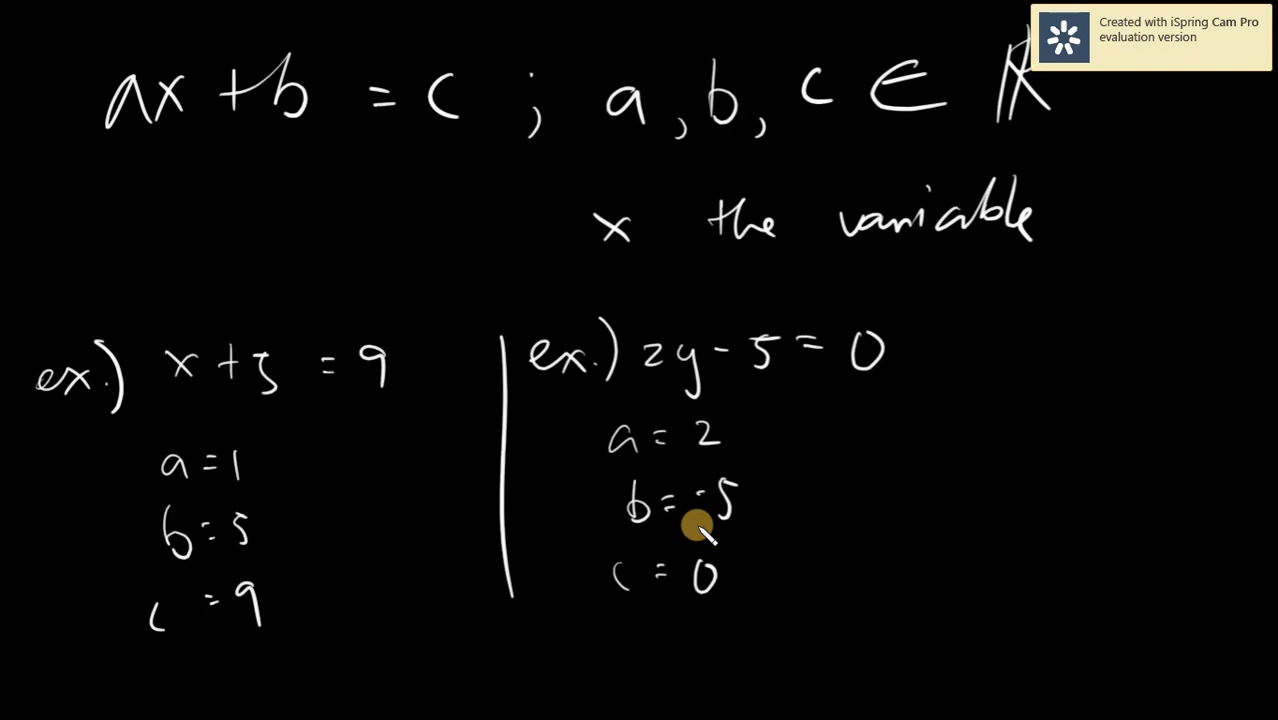 Created with iSpring Cam Pro
evaluation version
ax + b = c ; a, b, c ∈ ℝ
x the variable
ex.) x + 5 = 9
a = 1
b = 5
c = 9
ex.) 2y - 5 = 0
a = 2
b = -5
c = 0